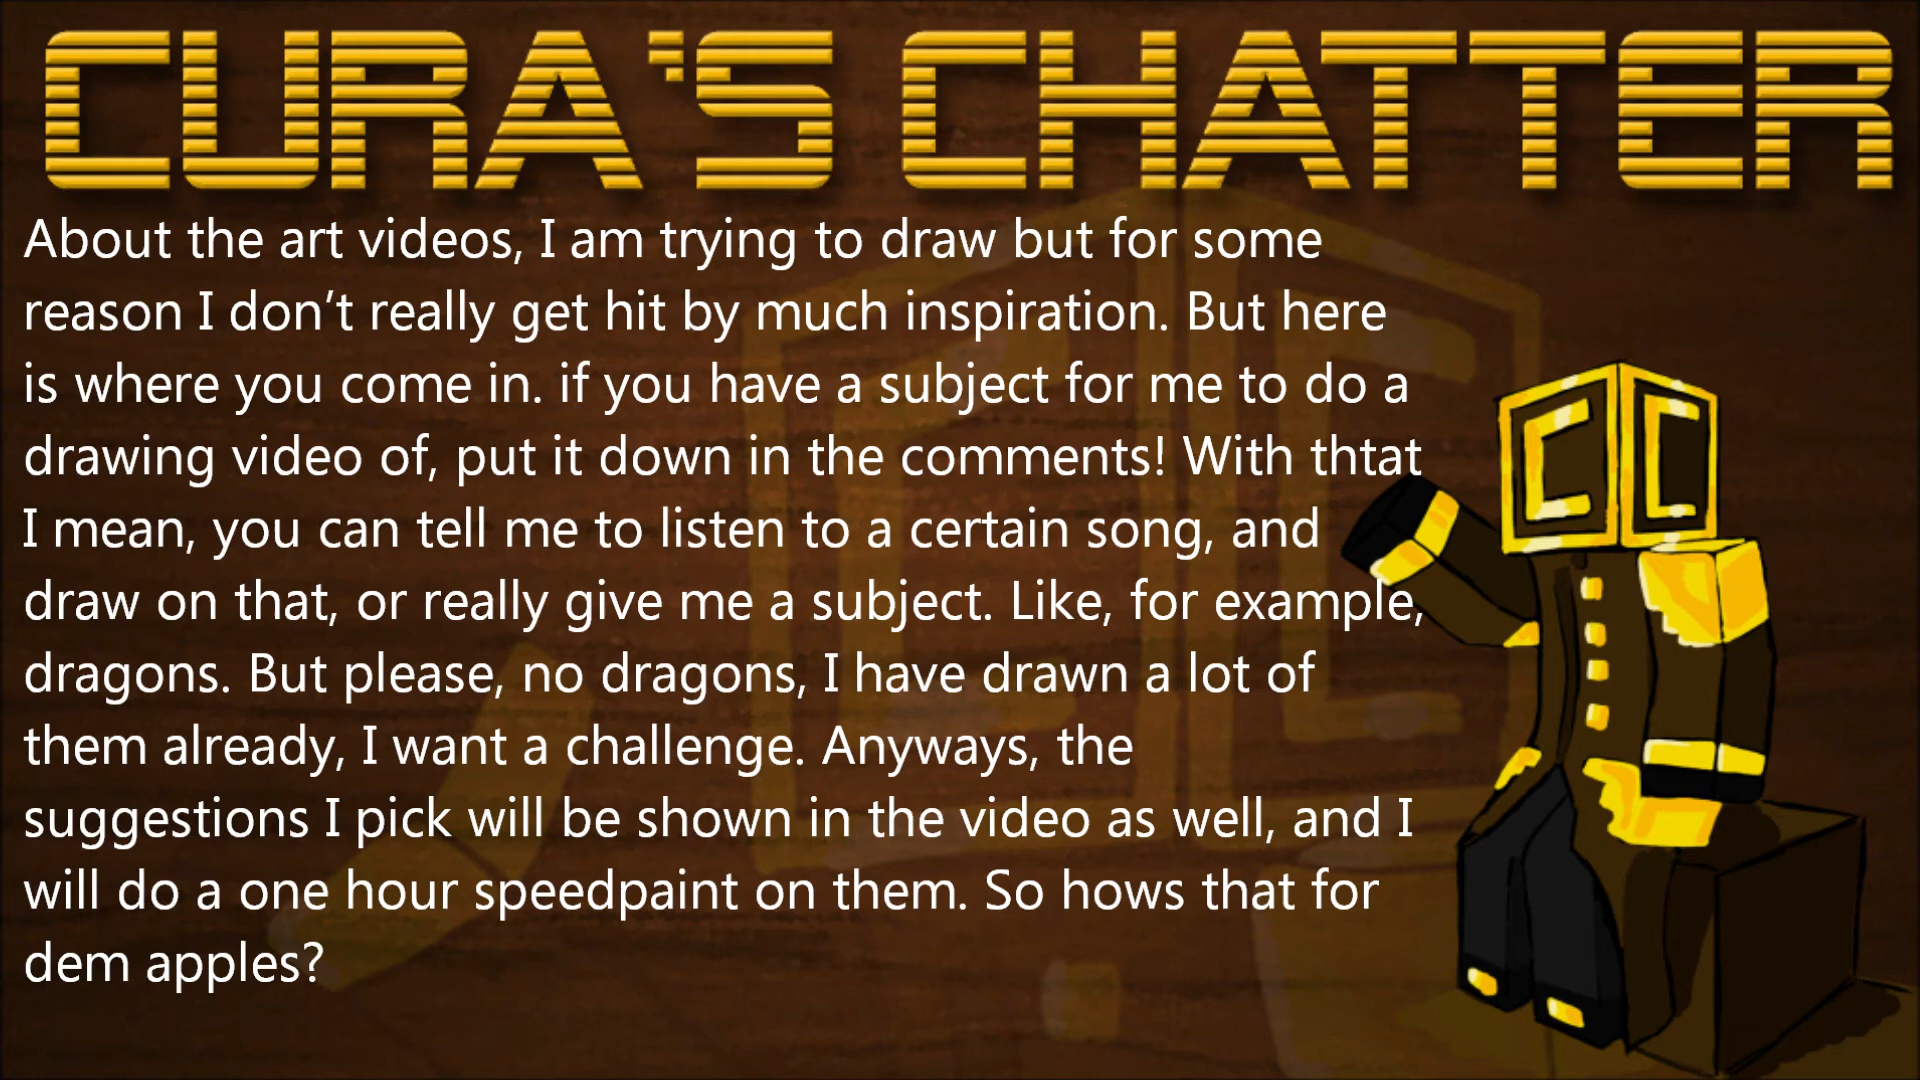 CURA'S CHATTER
About the art videos, I am trying to draw but for some
reason I don’t really get hit by much inspiration. But here
is where you come in. if you have a subject for me to do a
drawing video of, put it down in the comments! With thtat
I mean, you can tell me to listen to a certain song, and
draw on that, or really give me a subject. Like, for example,
dragons. But please, no dragons, I have drawn a lot of
them already, I want a challenge. Anyways, the
suggestions I pick will be shown in the video as well, and I
will do a one hour speedpaint on them. So hows that for
dem apples?
CC